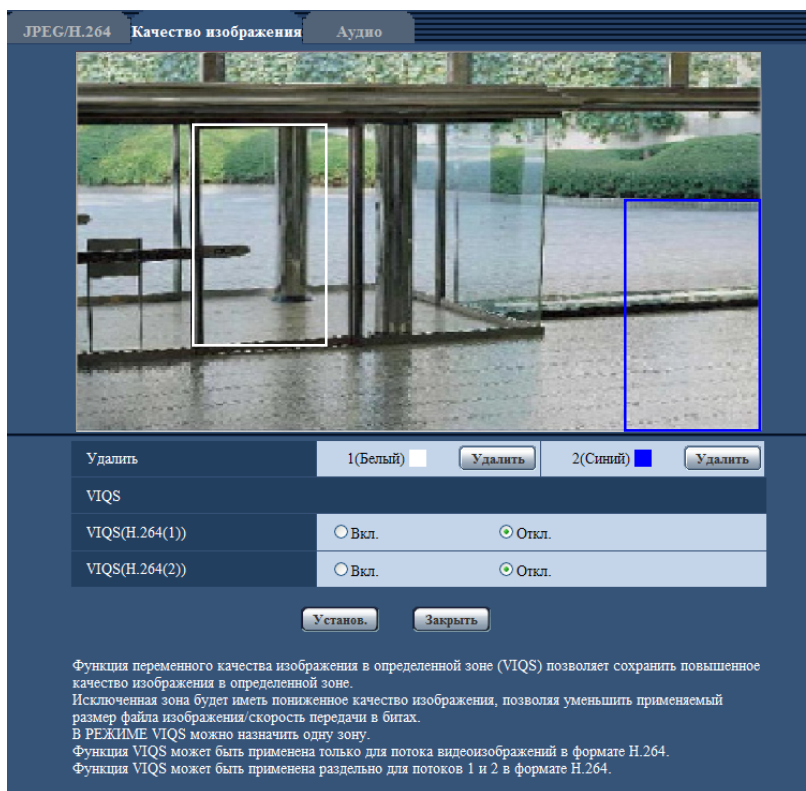 JPEG/H.264 Качество изображения Аудио
Удалить 1(Белый) Удалить 2(Синий) Удалить
VIQS
VIQS(H.264(1)) Вкл. Откл.
VIQS(H.264(2)) Вкл. Откл.
Установ. Закрыть
Функция переменного качества изображения в определенной зоне (VIQS) позволяет сохранить повышенное
качество изображения в определенной зоне.
Исключенная зона будет иметь пониженное качество изображения, позволяя уменьшить применяемый
размер файла изображения/скорость передачи в битах.
В РЕЖИМЕ VIQS можно назначить одну зону.
Функция VIQS может быть применена только для потока видеоизображений в формате H.264.
Функция VIQS может быть применена раздельно для потоков 1 и 2 в формате H.264.